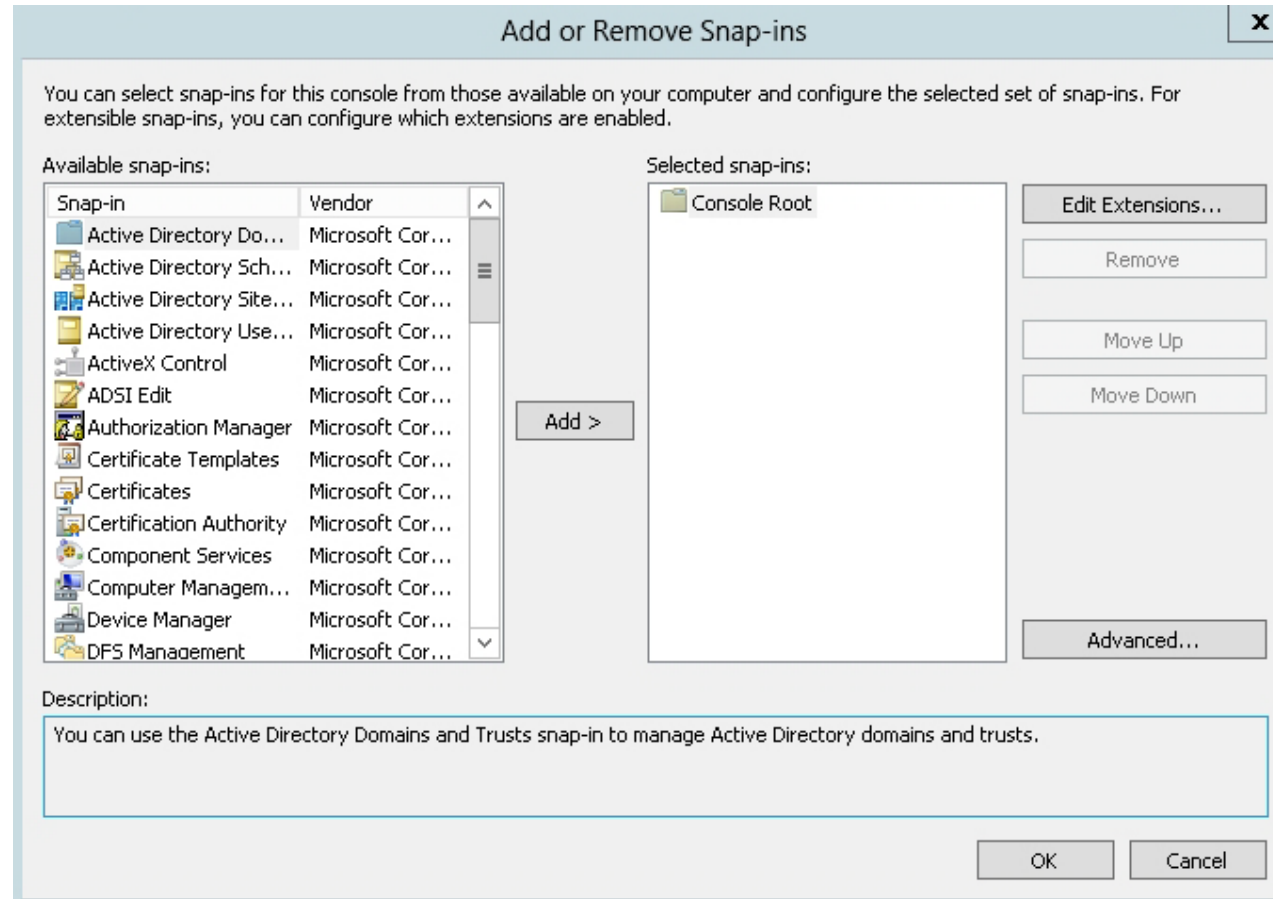 Add or Remove Snap-ins
x
You can select snap-ins for this console from those available on your computer and configure the selected set of snap-ins. For
extensible snap-ins, you can configure which extensions are enabled.
Available snap-ins:
Selected snap-ins:
Snap-in Vendor
Active Directory Do... Microsoft Cor...
Active Directory Sch... Microsoft Cor...
Active Directory Site... Microsoft Cor...
Active Directory Use... Microsoft Cor...
ActiveX Control Microsoft Cor...
ADSI Edit Microsoft Cor...
Authorization Manager Microsoft Cor...
Certificate Templates Microsoft Cor...
Certificates Microsoft Cor...
Certification Authority Microsoft Cor...
Component Services Microsoft Cor...
Computer Managem... Microsoft Cor...
Device Manager Microsoft Cor...
DFS Management Microsoft Cor...
Add >
Console Root
Edit Extensions...
Remove
Move Up
Move Down
Advanced...
Description:
You can use the Active Directory Domains and Trusts snap-in to manage Active Directory domains and trusts.
OK
Cancel